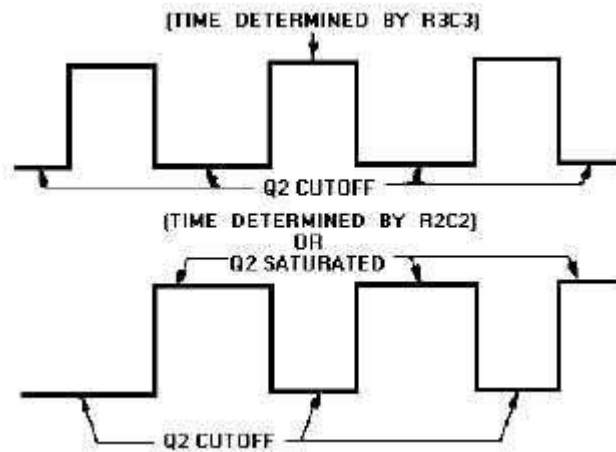 (TIME DETERMINED BY R3C3)
Q2 CUTOFF
(TIME DETERMINED BY R2C2)
OR
Q2 SATURATED
Q2 CUTOFF